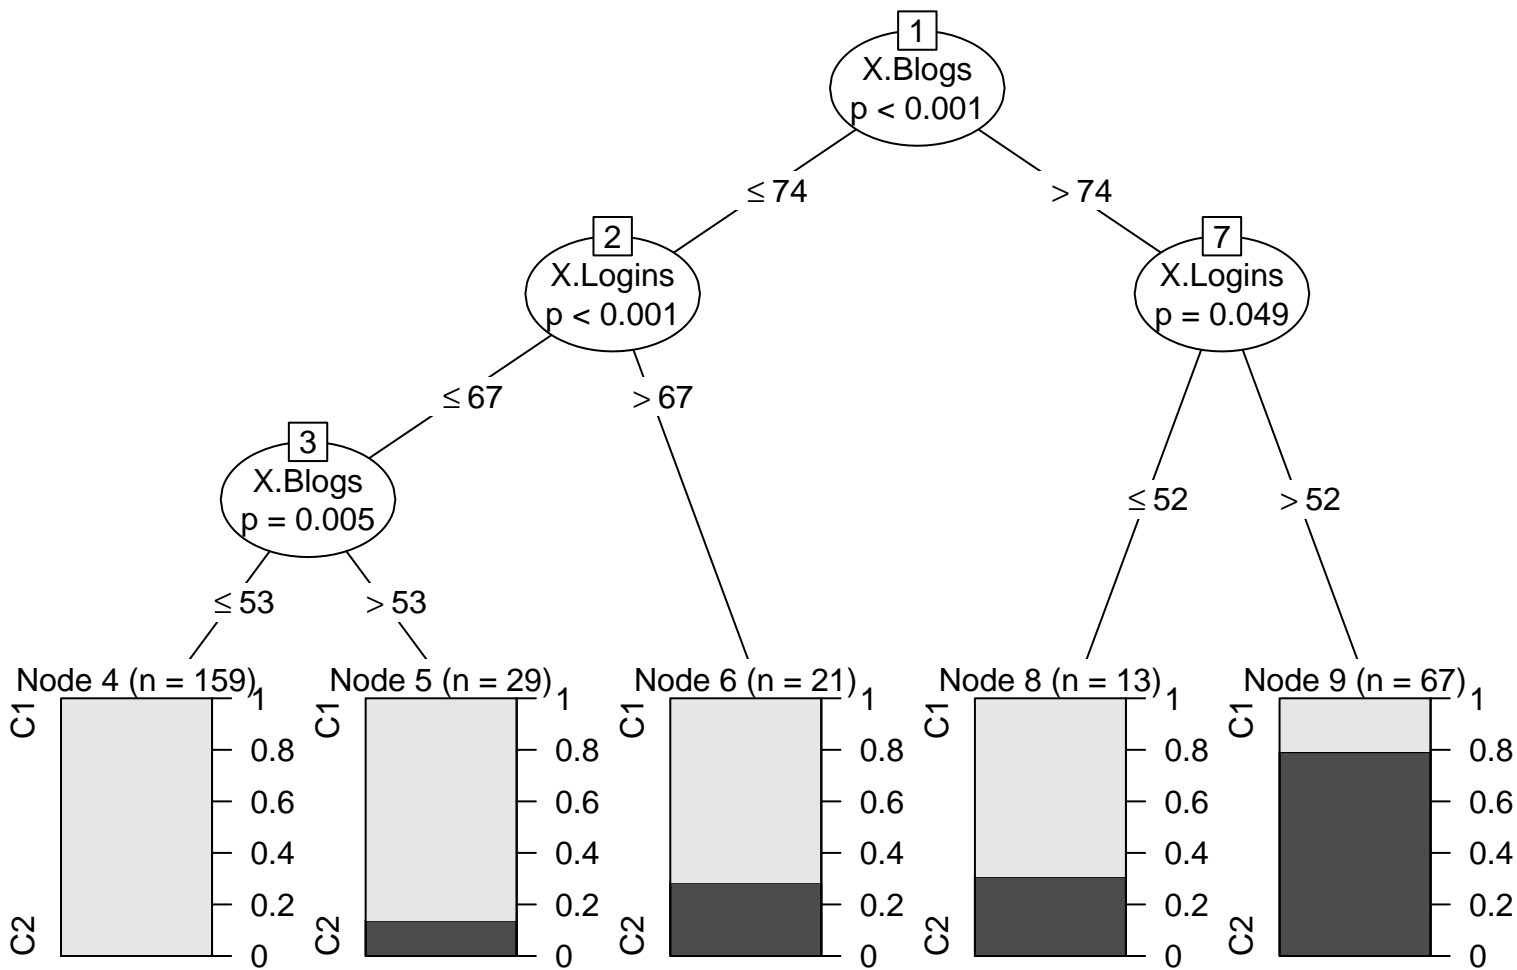 1
X.Blogs
p < 0.001
≤ 74
> 74
2
X.Logins
p < 0.001
7
X.Logins
p = 0.049
≤ 67
> 67
3
X.Blogs
p = 0.005
≤ 52
> 52
≤ 53
> 53
Node 4 (n = 159)
C1
C2
1
0.8
0.6
0.4
0.2
0
Node 5 (n = 29)
C1
C2
1
0.8
0.6
0.4
0.2
0
Node 6 (n = 21)
C1
C2
1
0.8
0.6
0.4
0.2
0
Node 8 (n = 13)
C1
C2
1
0.8
0.6
0.4
0.2
0
Node 9 (n = 67)
C1
C2
1
0.8
0.6
0.4
0.2
0